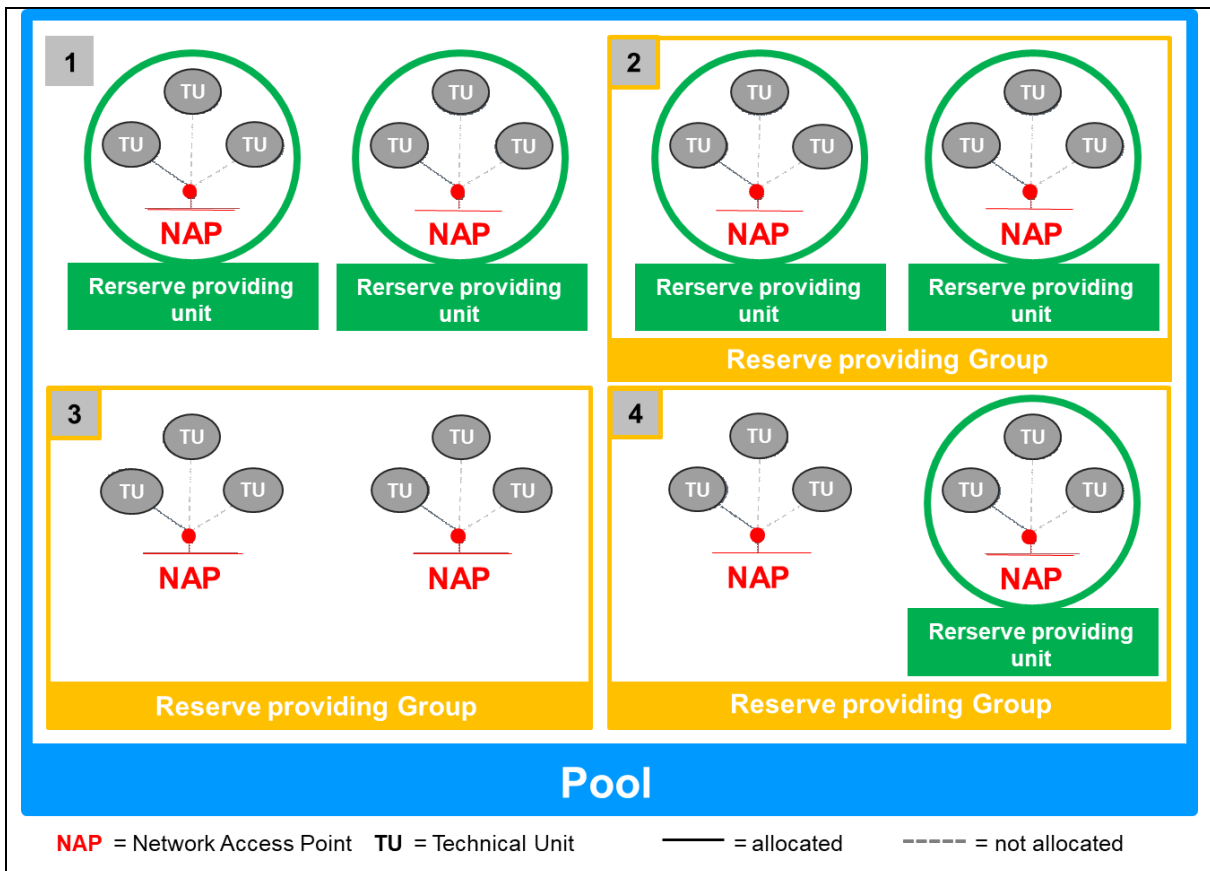 1
TU
TU
TU
NAP
Rerserve providing
unit
TU
TU
TU
NAP
Rerserve providing
unit
2
TU
TU
TU
NAP
Rerserve providing
unit
TU
TU
TU
NAP
Rerserve providing
unit
Reserve providing Group
3
TU
TU
TU
NAP
TU
TU
TU
NAP
Reserve providing Group
4
TU
TU
TU
NAP
TU
TU
TU
NAP
Rerserve providing
unit
Reserve providing Group
Pool
NAP = Network Access Point TU = Technical Unit = allocated = not allocated